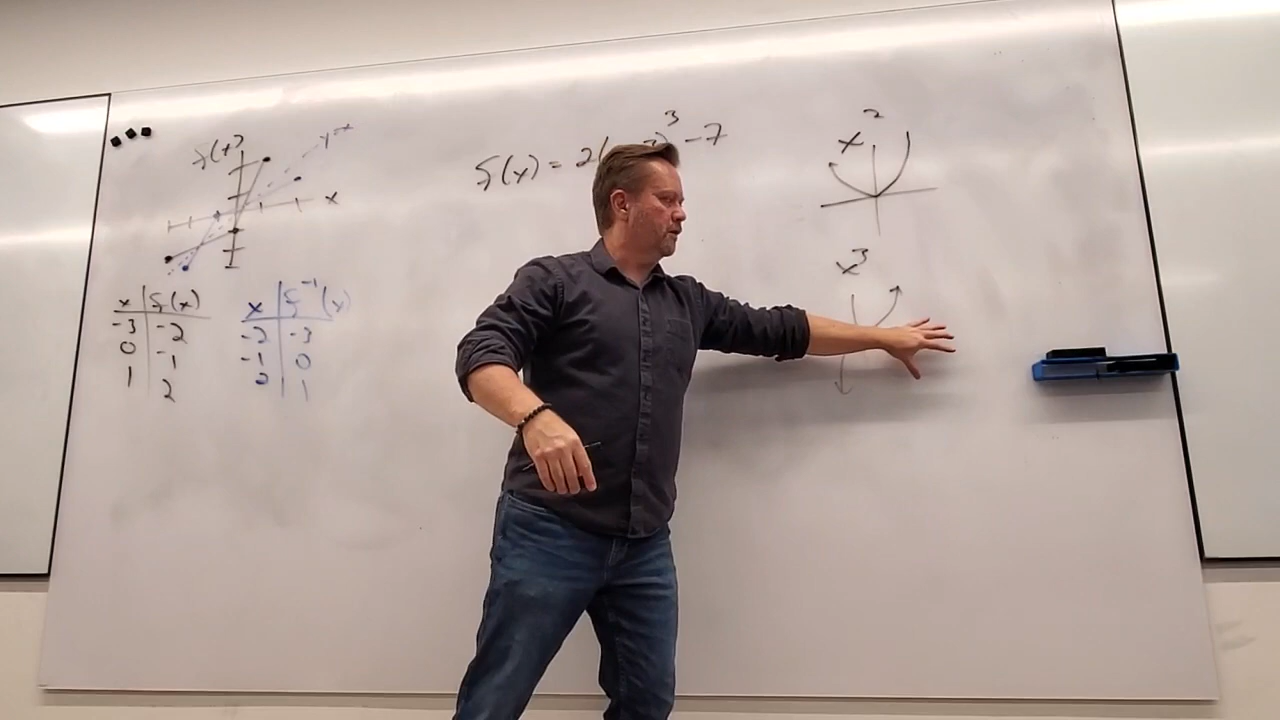 f(x)
y=x
x
x f(x)
-3 -2
0 -1
1 2
x f⁻¹(x)
-2 -3
-1 0
2 1
f(x) = 2( )³ - 7
x²
x³